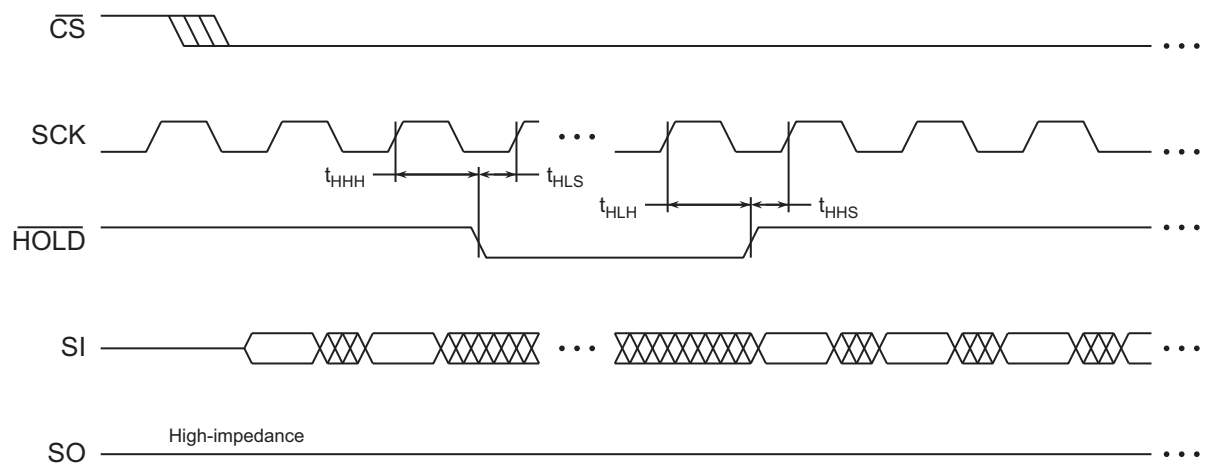 CS
SCK
tHHH
tHLS
tHLH
tHHS
HOLD
SI
SO
High-impedance